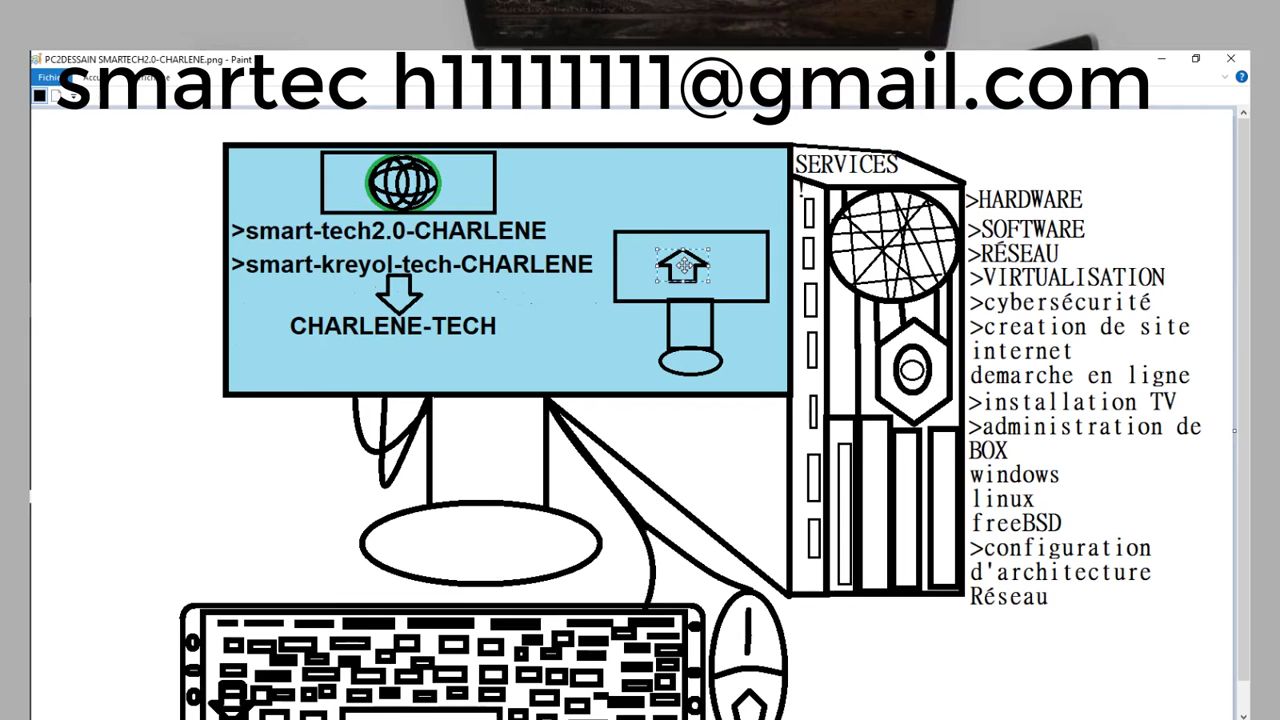 PC2DESSAIN SMARTECH2.0-CHARLENE.png - Paint
smartec h11111111@gmail.com
SERVICES
!
>HARDWARE
>SOFTWARE
>RÉSEAU
>VIRTUALISATION
>cybersécurité
>creation de site
internet
demarche en ligne
>installation TV
>administration de
BOX
windows
linux
freeBSD
>configuration
d'architecture
Réseau
>smart-tech2.0-CHARLENE
>smart-kreyol-tech-CHARLENE
CHARLENE-TECH